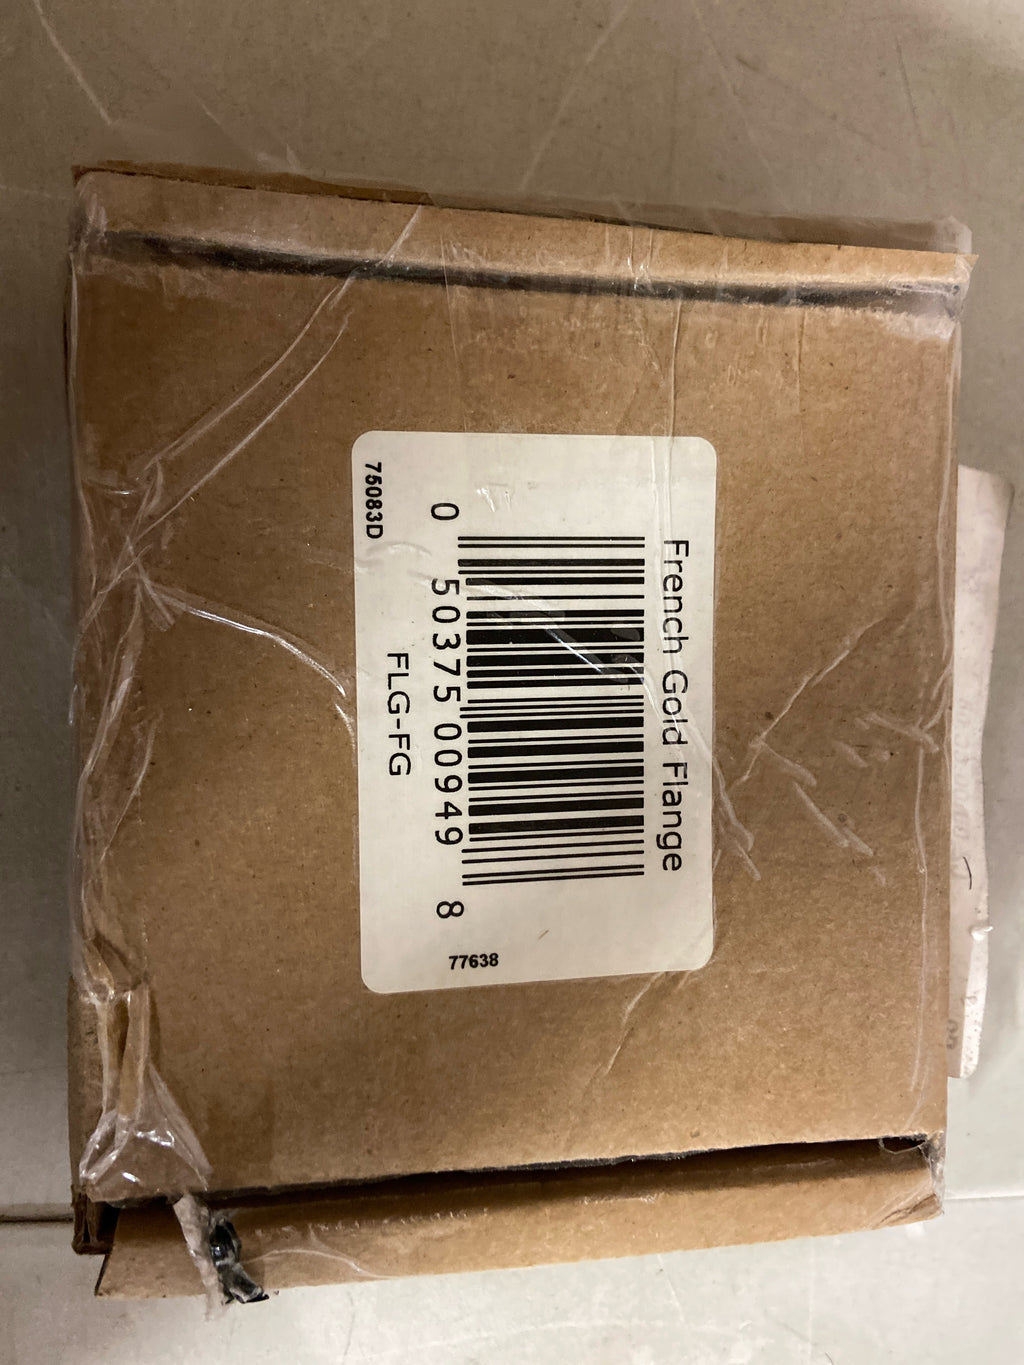 French Gold Flange
0 50375 00949 8
FLG-FG
75083D
77638